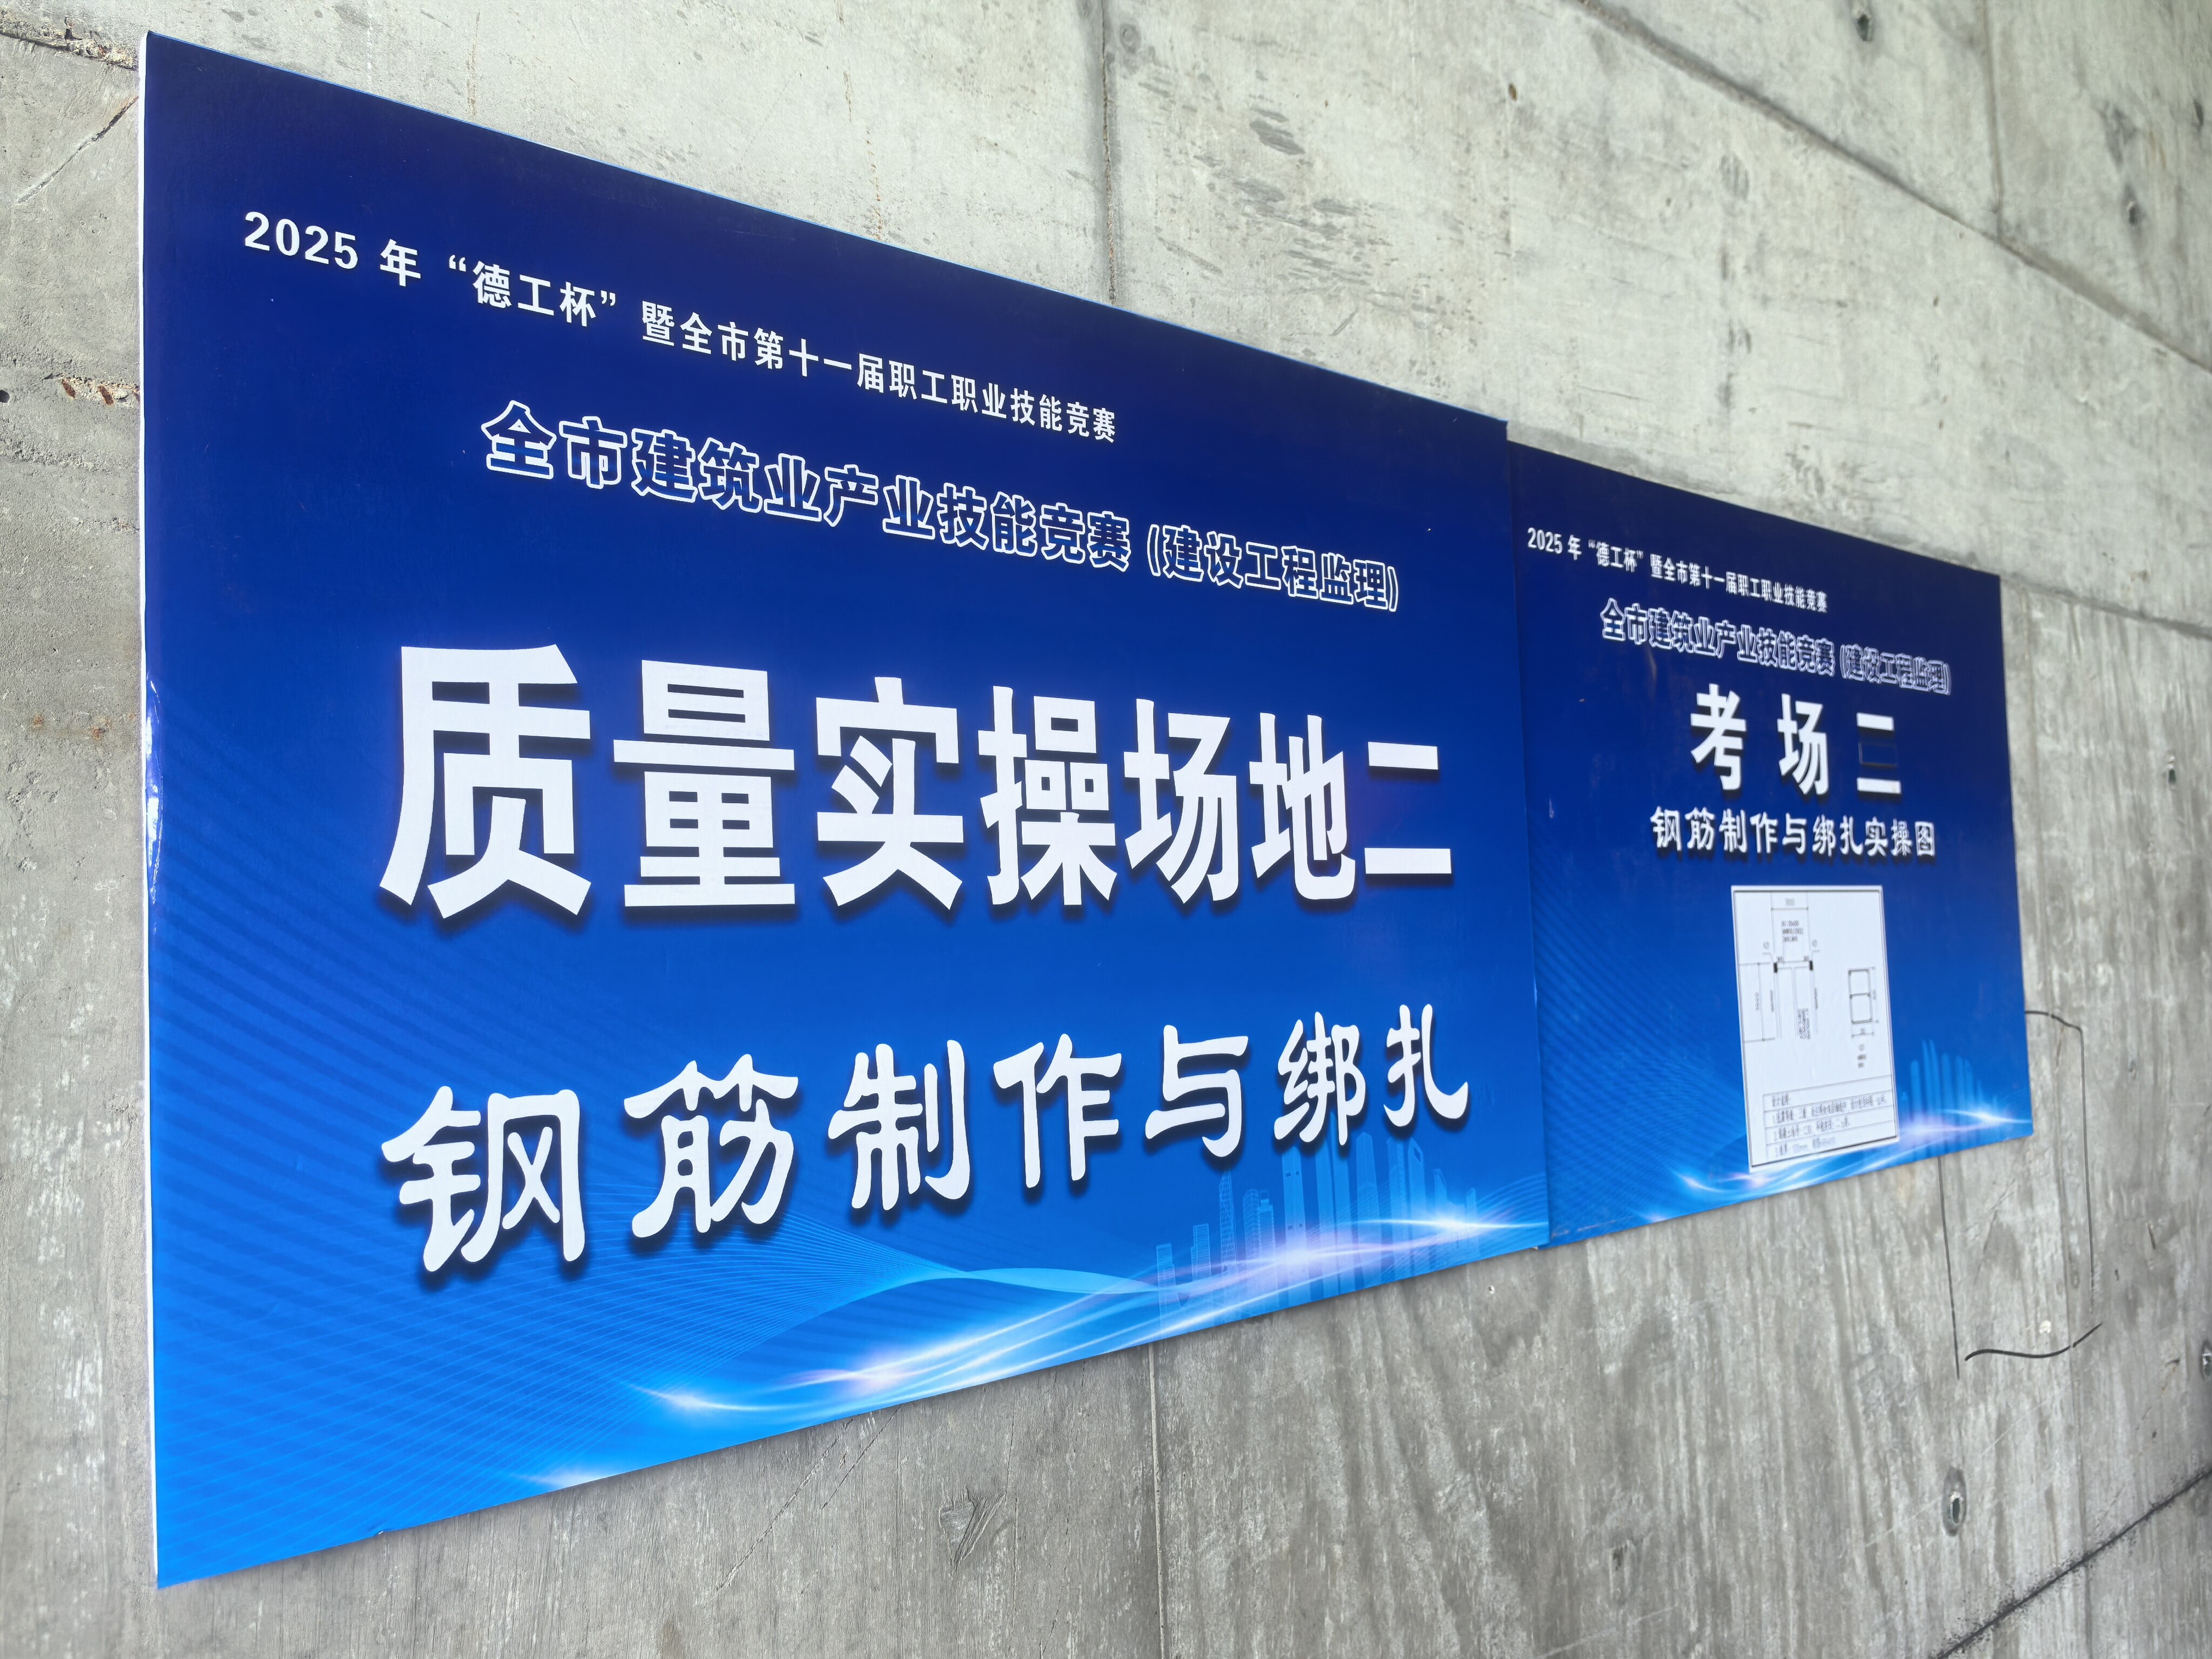 2025 年“德工杯”暨全市第十一届职工职业技能竞赛
全市建筑业产业技能竞赛(建设工程监理)
质量实操场地二
钢筋制作与绑扎
2025 年“德工杯”暨全市第十一届职工职业技能竞赛
全市建筑业产业技能竞赛(建设工程监理)
考场二
钢筋制作与绑扎实操图